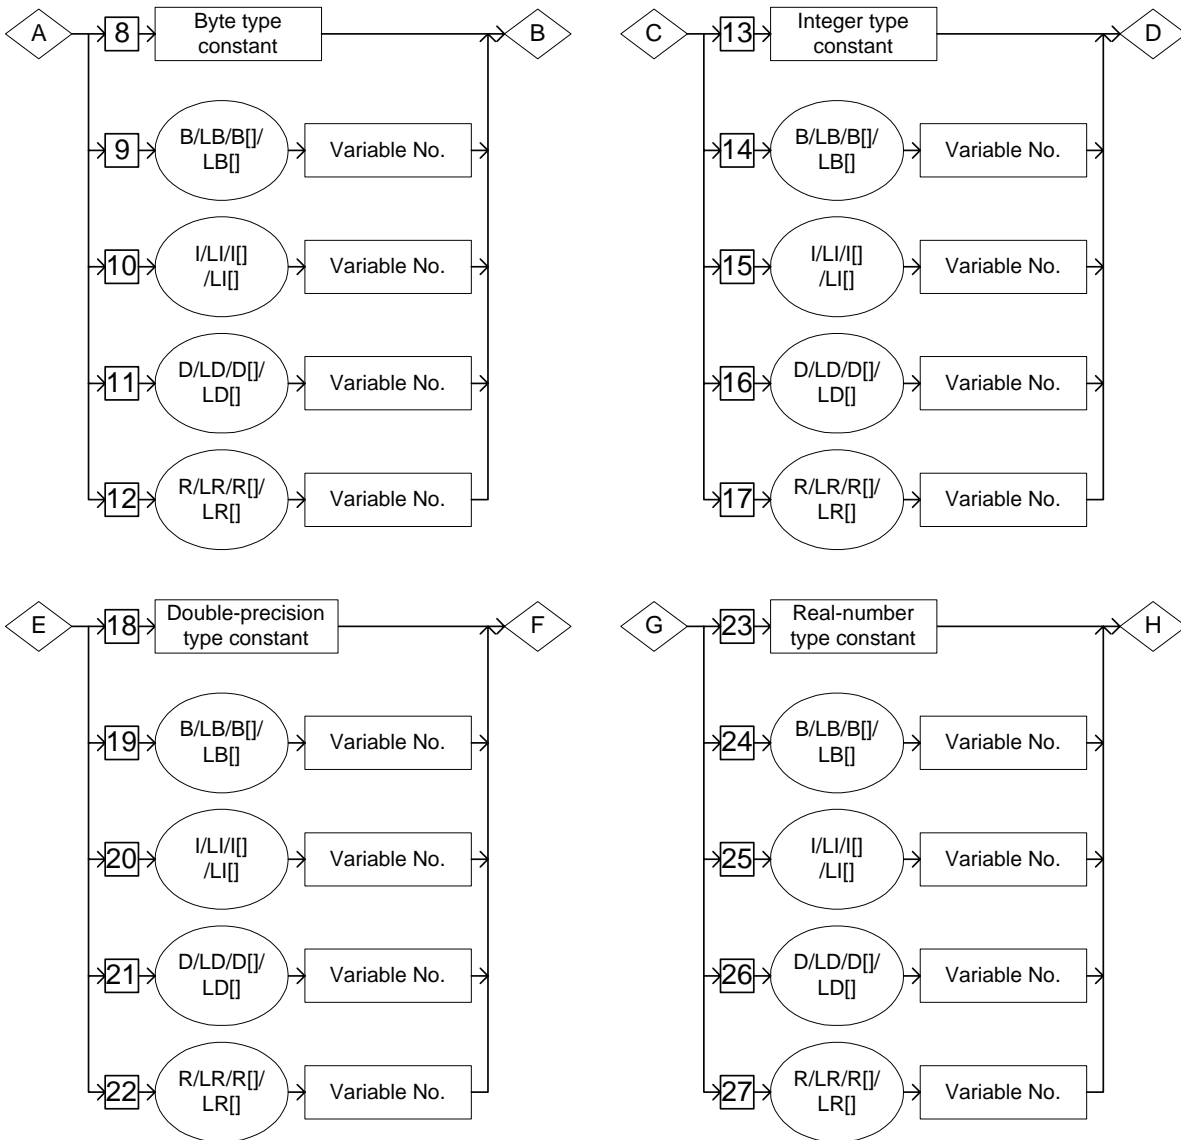 A
8
Byte type
constant
B
9
B/LB/B[]/
LB[]
Variable No.
10
I/LI/I[]
/LI[]
Variable No.
11
D/LD/D[]/
LD[]
Variable No.
12
R/LR/R[]/
LR[]
Variable No.
C
13
Integer type
constant
D
14
B/LB/B[]/
LB[]
Variable No.
15
I/LI/I[]
/LI[]
Variable No.
16
D/LD/D[]/
LD[]
Variable No.
17
R/LR/R[]/
LR[]
Variable No.
E
18
Double-precision
type constant
F
19
B/LB/B[]/
LB[]
Variable No.
20
I/LI/I[]
/LI[]
Variable No.
21
D/LD/D[]/
LD[]
Variable No.
22
R/LR/R[]/
LR[]
Variable No.
G
23
Real-number
type constant
H
24
B/LB/B[]/
LB[]
Variable No.
25
I/LI/I[]
/LI[]
Variable No.
26
D/LD/D[]/
LD[]
Variable No.
27
R/LR/R[]/
LR[]
Variable No.